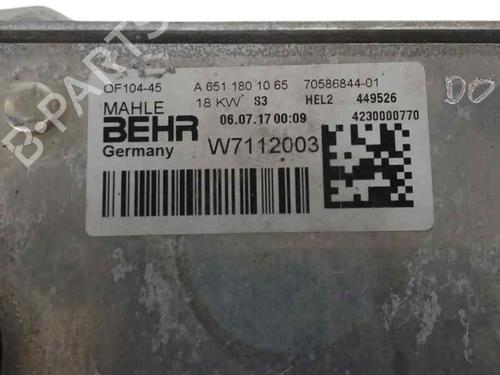 OF104-45 A 651 180 10 65 70586844-01
MAHLE 18 KW S3 HEL2 449526
BEHR 06.07.17 00:09 4230000770
Germany W7112003
DO